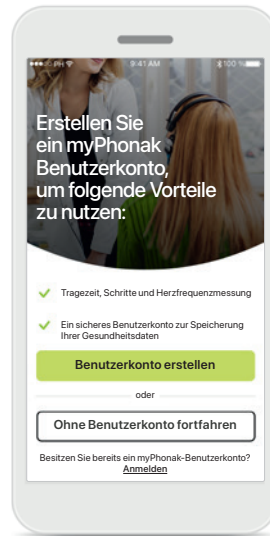 PH 9:41 AM 100 %
Erstellen Sie
ein myPhonak
Benutzerkonto,
um folgende Vorteile
zu nutzen:
Tragezeit, Schritte und Herzfrequenzmessung
Ein sicheres Benutzerkonto zur Speicherung
Ihrer Gesundheitsdaten
Benutzerkonto erstellen
oder
Ohne Benutzerkonto fortfahren
Besitzen Sie bereits ein myPhonak-Benutzerkonto?
Anmelden